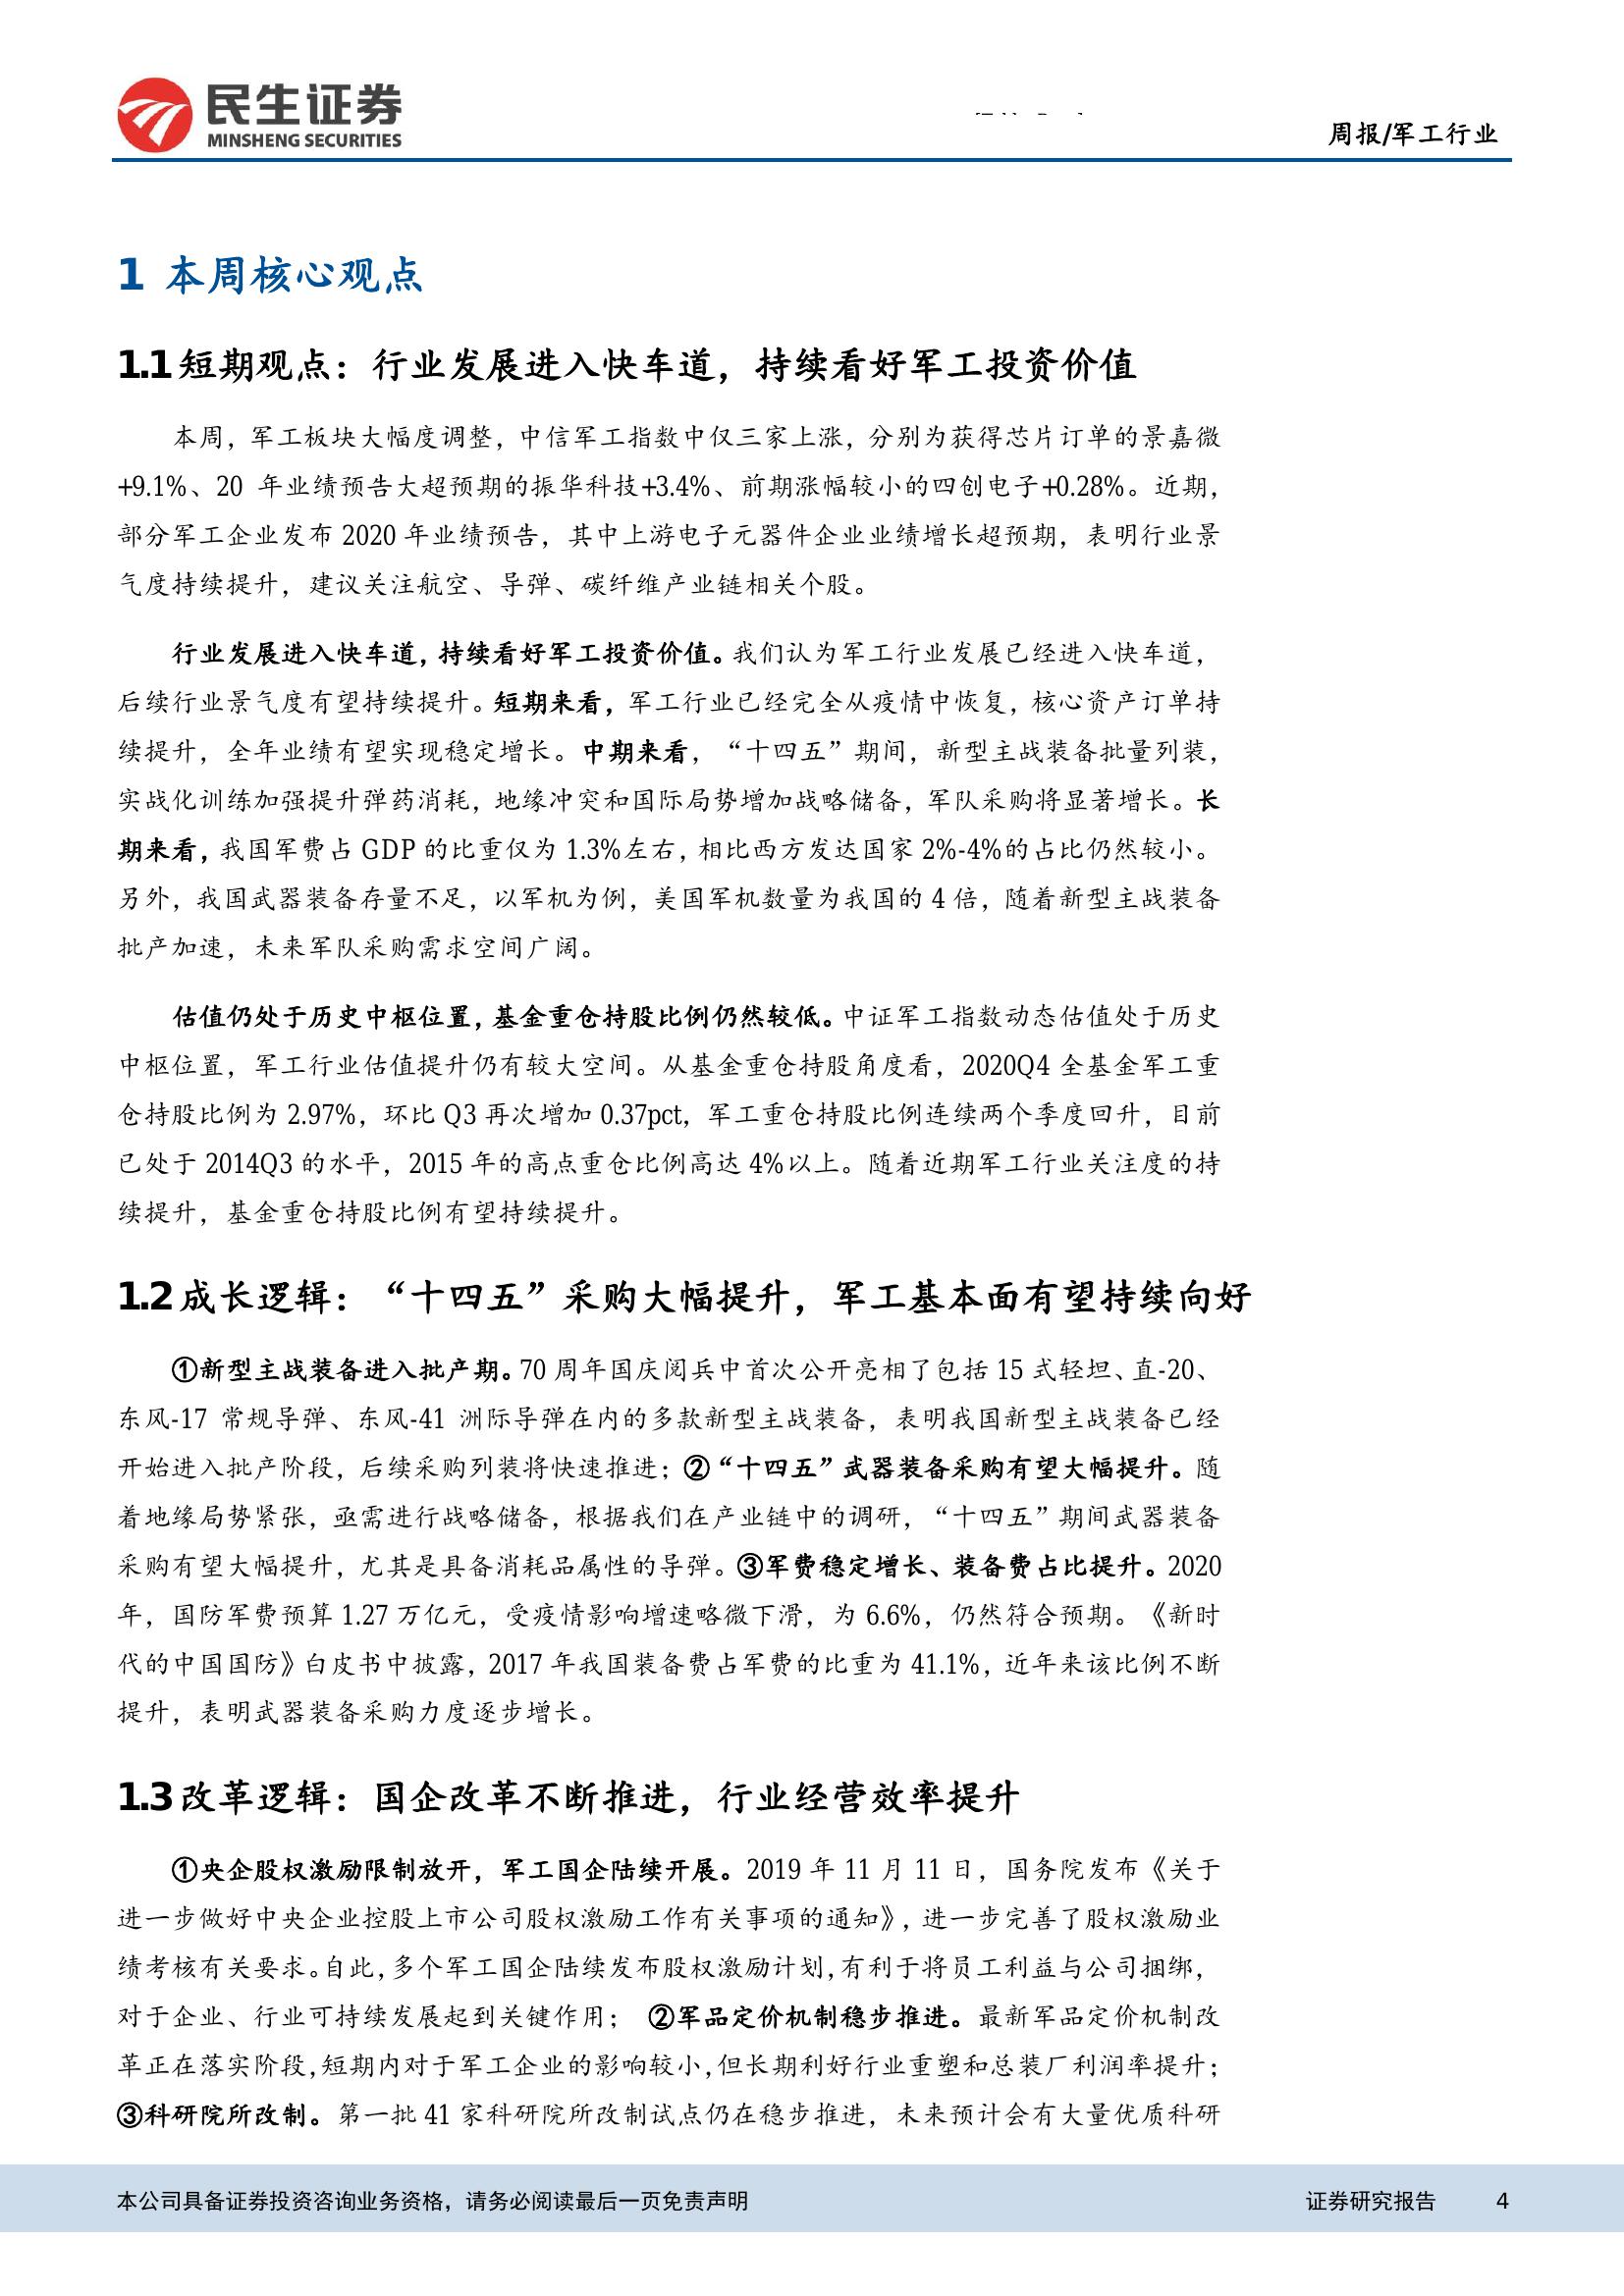 民生证券
MINSHENG SECURITIES
周报/军工行业
1 本周核心观点
1.1短期观点：行业发展进入快车道，持续看好军工投资价值
本周，军工板块大幅度调整，中信军工指数中仅三家上涨，分别为获得芯片订单的景嘉微
+9.1%、20 年业绩预告大超预期的振华科技+3.4%、前期涨幅较小的四创电子+0.28%。近期，
部分军工企业发布 2020 年业绩预告，其中上游电子元器件企业业绩增长超预期，表明行业景
气度持续提升，建议关注航空、导弹、碳纤维产业链相关个股。
行业发展进入快车道，持续看好军工投资价值。我们认为军工行业发展已经进入快车道，
后续行业景气度有望持续提升。短期来看，军工行业已经完全从疫情中恢复，核心资产订单持
续提升，全年业绩有望实现稳定增长。中期来看，“十四五”期间，新型主战装备批量列装，
实战化训练加强提升弹药消耗，地缘冲突和国际局势增加战略储备，军队采购将显著增长。长
期来看，我国军费占 GDP 的比重仅为 1.3%左右，相比西方发达国家 2%-4%的占比仍然较小。
另外，我国武器装备存量不足，以军机为例，美国军机数量为我国的 4 倍，随着新型主战装备
批产加速，未来军队采购需求空间广阔。
估值仍处于历史中枢位置，基金重仓持股比例仍然较低。中证军工指数动态估值处于历史
中枢位置，军工行业估值提升仍有较大空间。从基金重仓持股角度看，2020Q4 全基金军工重
仓持股比例为 2.97%，环比 Q3 再次增加 0.37pct，军工重仓持股比例连续两个季度回升，目前
已处于 2014Q3 的水平，2015 年的高点重仓比例高达 4%以上。随着近期军工行业关注度的持
续提升，基金重仓持股比例有望持续提升。
1.2成长逻辑：“十四五”采购大幅提升，军工基本面有望持续向好
①新型主战装备进入批产期。70 周年国庆阅兵中首次公开亮相了包括 15 式轻坦、直-20、
东风-17 常规导弹、东风-41 洲际导弹在内的多款新型主战装备，表明我国新型主战装备已经
开始进入批产阶段，后续采购列装将快速推进；②“十四五”武器装备采购有望大幅提升。随
着地缘局势紧张，亟需进行战略储备，根据我们在产业链中的调研，“十四五”期间武器装备
采购有望大幅提升，尤其是具备消耗品属性的导弹。③军费稳定增长、装备费占比提升。2020
年，国防军费预算 1.27 万亿元，受疫情影响增速略微下滑，为 6.6%，仍然符合预期。《新时
代的中国国防》白皮书中披露，2017 年我国装备费占军费的比重为 41.1%，近年来该比例不断
提升，表明武器装备采购力度逐步增长。
1.3改革逻辑：国企改革不断推进，行业经营效率提升
①央企股权激励限制放开，军工国企陆续开展。2019 年 11 月 11 日，国务院发布《关于
进一步做好中央企业控股上市公司股权激励工作有关事项的通知》，进一步完善了股权激励业
绩考核有关要求。自此，多个军工国企陆续发布股权激励计划，有利于将员工利益与公司捆绑，
对于企业、行业可持续发展起到关键作用； ②军品定价机制稳步推进。最新军品定价机制改
革正在落实阶段，短期内对于军工企业的影响较小，但长期利好行业重塑和总装厂利润率提升；
③科研院所改制。第一批 41 家科研院所改制试点仍在稳步推进，未来预计会有大量优质科研
本公司具备证券投资咨询业务资格，请务必阅读最后一页免责声明
证券研究报告 4